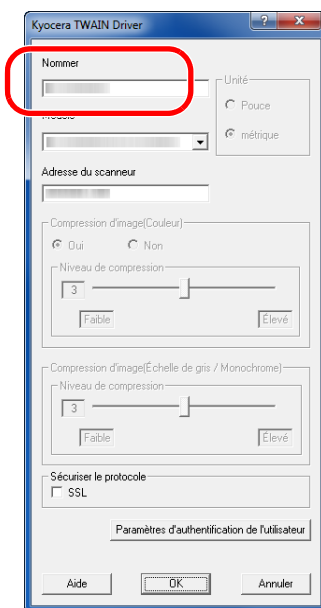 Kyocera TWAIN Driver
Nommer
Unité
Pouce
métrique
Modèle
Adresse du scanneur
Compression d'image(Couleur)
Oui Non
Niveau de compression
3
Faible Élevé
Compression d'image(Échelle de gris / Monochrome)
Niveau de compression
3
Faible Élevé
Sécuriser le protocole
SSL
Paramètres d'authentification de l'utilisateur
Aide OK Annuler